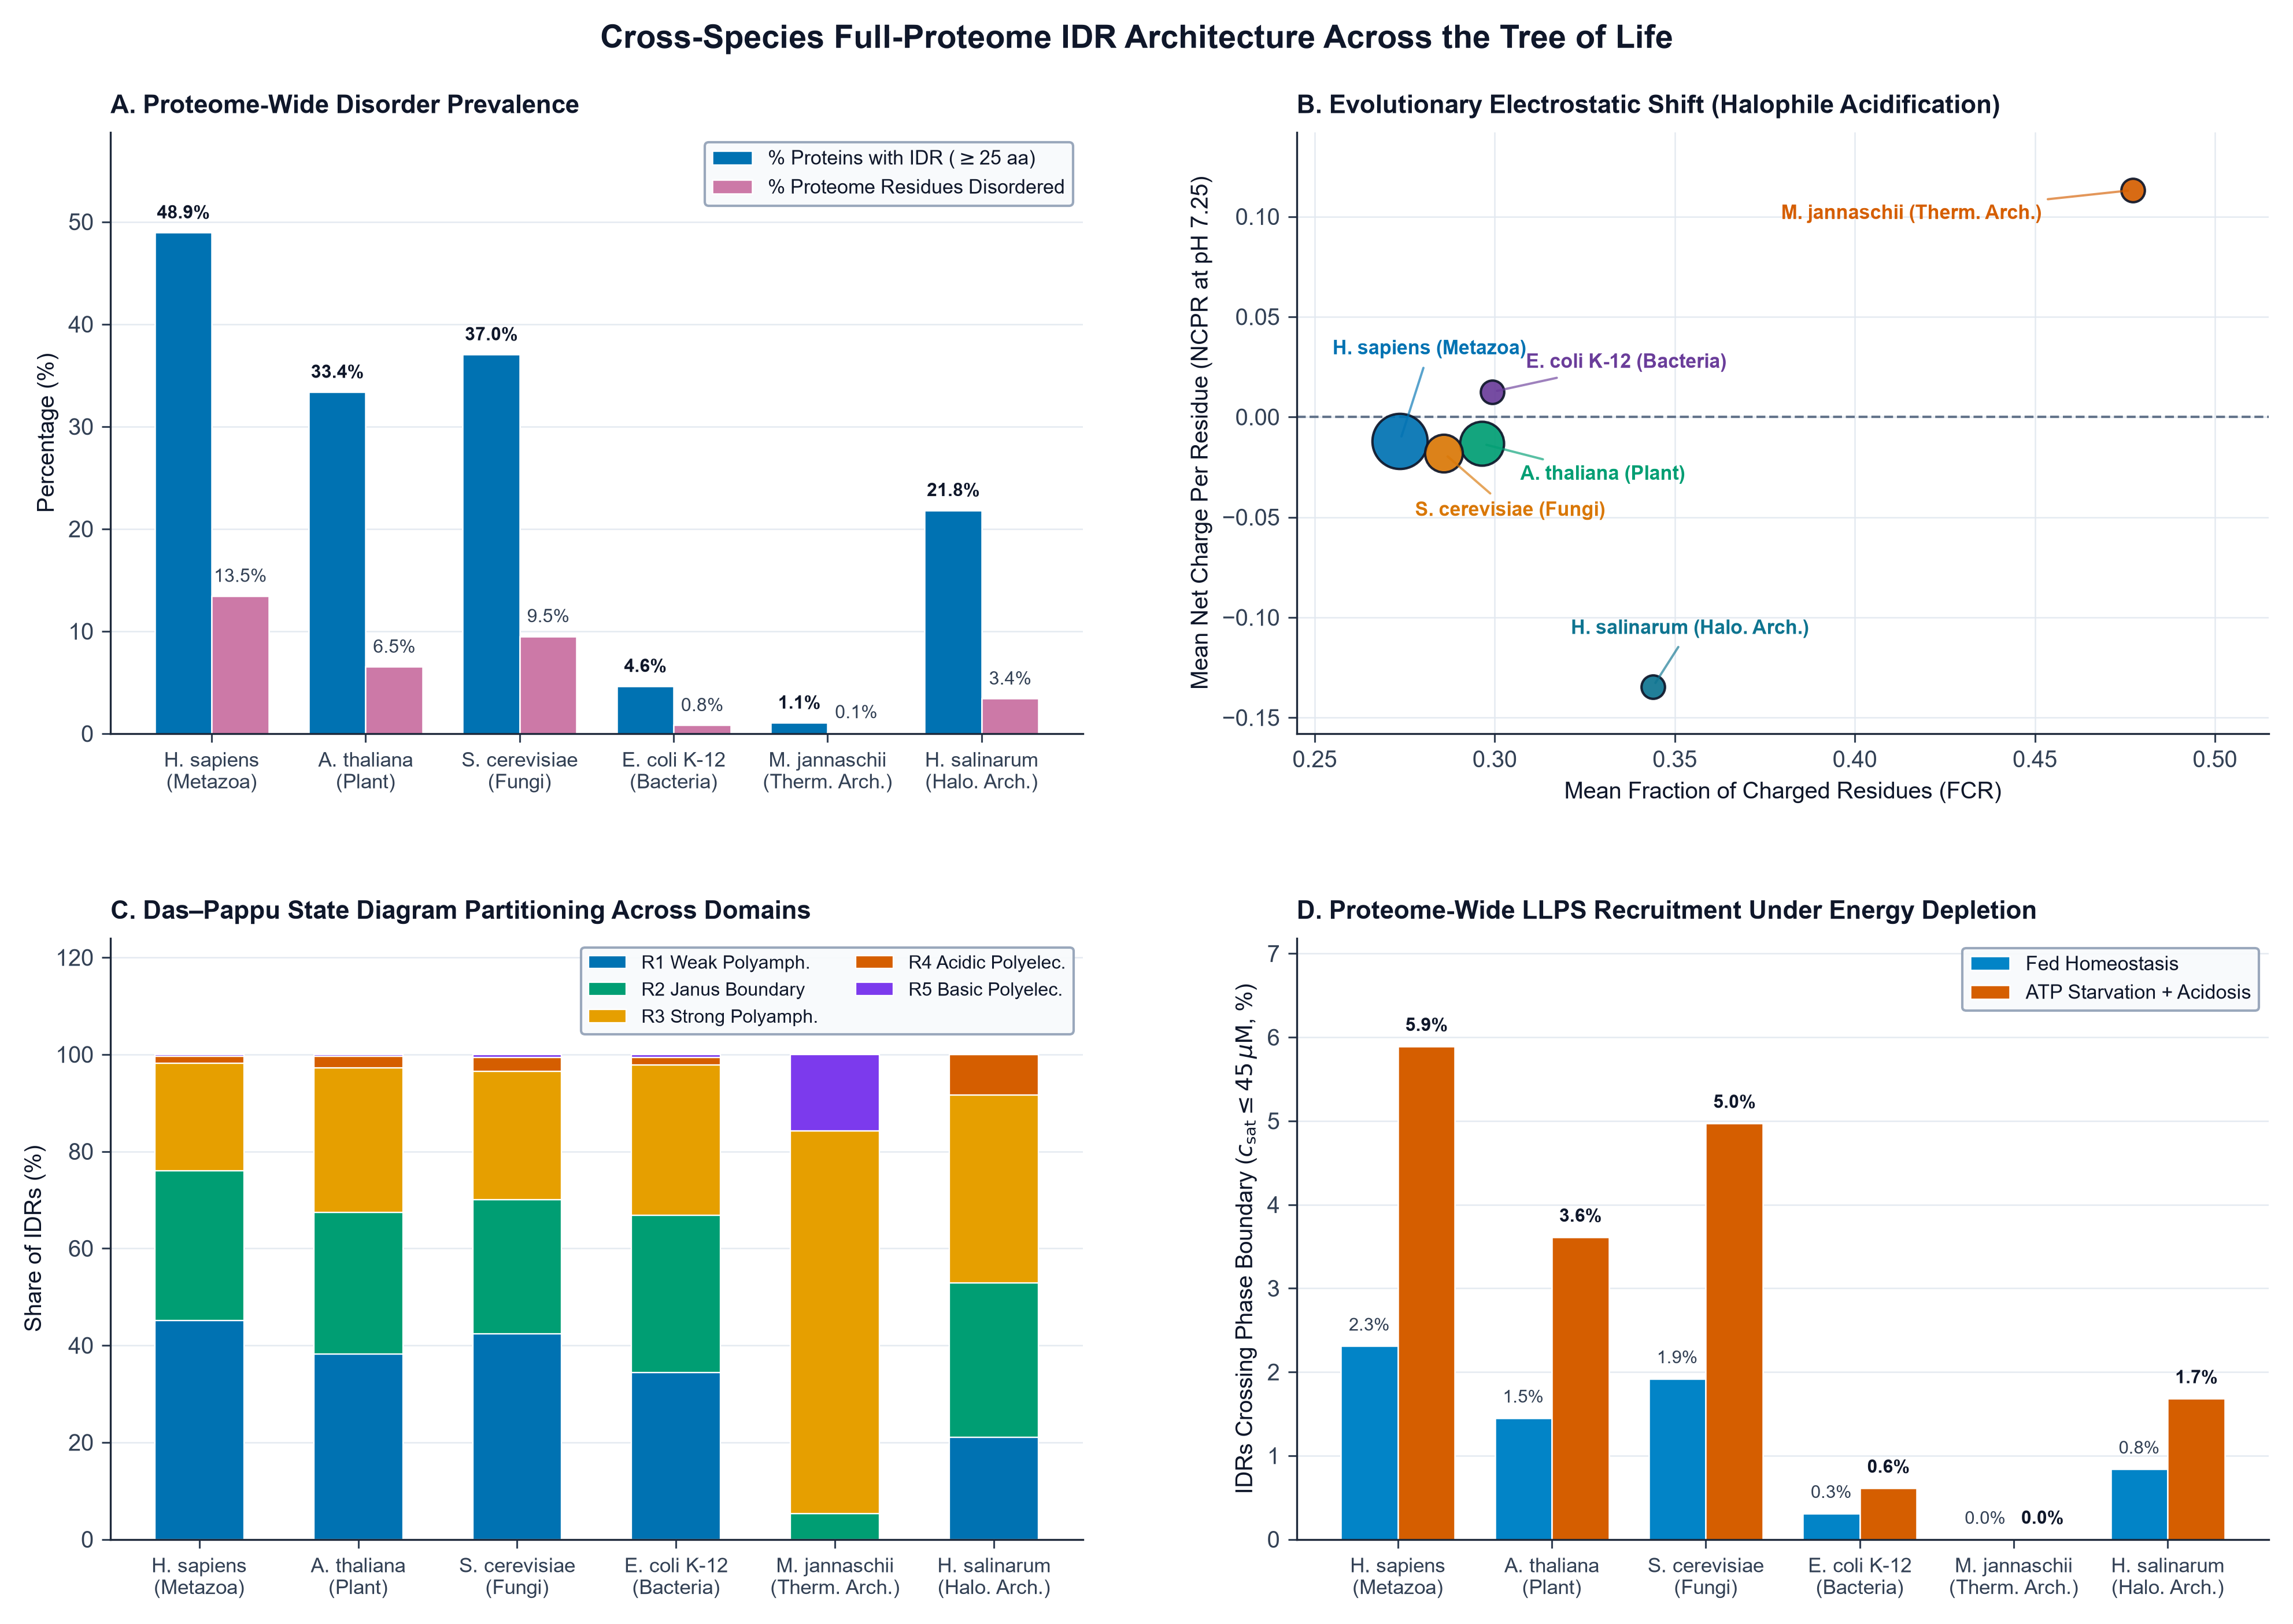 Cross-Species Full-Proteome IDR Architecture Across the Tree of Life
A. Proteome-Wide Disorder Prevalence
% Proteins with IDR ( ≥ 25 aa)
% Proteome Residues Disordered
Percentage (%)
50
40
30
20
10
0
48.9%
13.5%
33.4%
6.5%
37.0%
9.5%
4.6%
0.8%
1.1%
0.1%
21.8%
3.4%
H. sapiens
(Metazoa)
A. thaliana
(Plant)
S. cerevisiae
(Fungi)
E. coli K-12
(Bacteria)
M. jannaschii
(Therm. Arch.)
H. salinarum
(Halo. Arch.)
B. Evolutionary Electrostatic Shift (Halophile Acidification)
Mean Net Charge Per Residue (NCPR at pH 7.25)
0.10
0.05
0.00
−0.05
−0.10
−0.15
M. jannaschii (Therm. Arch.)
H. sapiens (Metazoa)
E. coli K-12 (Bacteria)
A. thaliana (Plant)
S. cerevisiae (Fungi)
H. salinarum (Halo. Arch.)
0.25
0.30
0.35
0.40
0.45
0.50
Mean Fraction of Charged Residues (FCR)
C. Das–Pappu State Diagram Partitioning Across Domains
R1 Weak Polyamph.
R2 Janus Boundary
R3 Strong Polyamph.
R4 Acidic Polyelec.
R5 Basic Polyelec.
Share of IDRs (%)
120
100
80
60
40
20
0
H. sapiens
(Metazoa)
A. thaliana
(Plant)
S. cerevisiae
(Fungi)
E. coli K-12
(Bacteria)
M. jannaschii
(Therm. Arch.)
H. salinarum
(Halo. Arch.)
D. Proteome-Wide LLPS Recruitment Under Energy Depletion
Fed Homeostasis
ATP Starvation + Acidosis
IDRs Crossing Phase Boundary (c_sat ≤ 45 μM, %)
7
6
5
4
3
2
1
0
2.3%
5.9%
1.5%
3.6%
1.9%
5.0%
0.3%
0.6%
0.0%
0.0%
0.8%
1.7%
H. sapiens
(Metazoa)
A. thaliana
(Plant)
S. cerevisiae
(Fungi)
E. coli K-12
(Bacteria)
M. jannaschii
(Therm. Arch.)
H. salinarum
(Halo. Arch.)